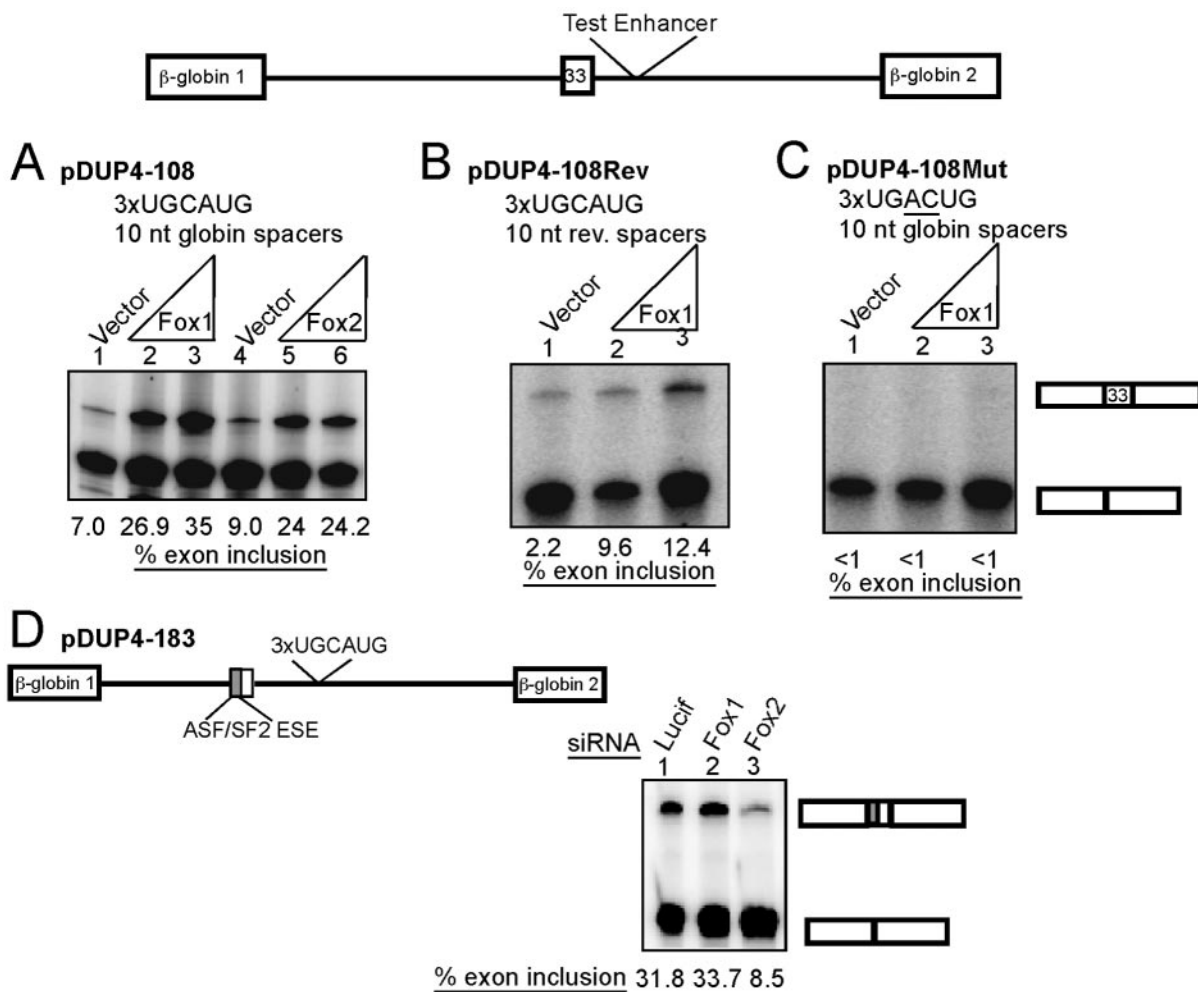 Test Enhancer
β-globin 1
33
β-globin 2
A pDUP4-108
3xUGCAUG
10 nt globin spacers
Vector Fox1 Vector Fox2
1 2 3 4 5 6
7.0 26.9 35 9.0 24 24.2
% exon inclusion
B pDUP4-108Rev
3xUGCAUG
10 nt rev. spacers
Vector Fox1
1 2 3
2.2 9.6 12.4
% exon inclusion
C pDUP4-108Mut
3xUGACUG
10 nt globin spacers
Vector Fox1
1 2 3
<1 <1 <1
% exon inclusion
33
D pDUP4-183
3xUGCAUG
β-globin 1
β-globin 2
ASF/SF2 ESE
siRNA Lucif Fox1 Fox2
1 2 3
% exon inclusion 31.8 33.7 8.5